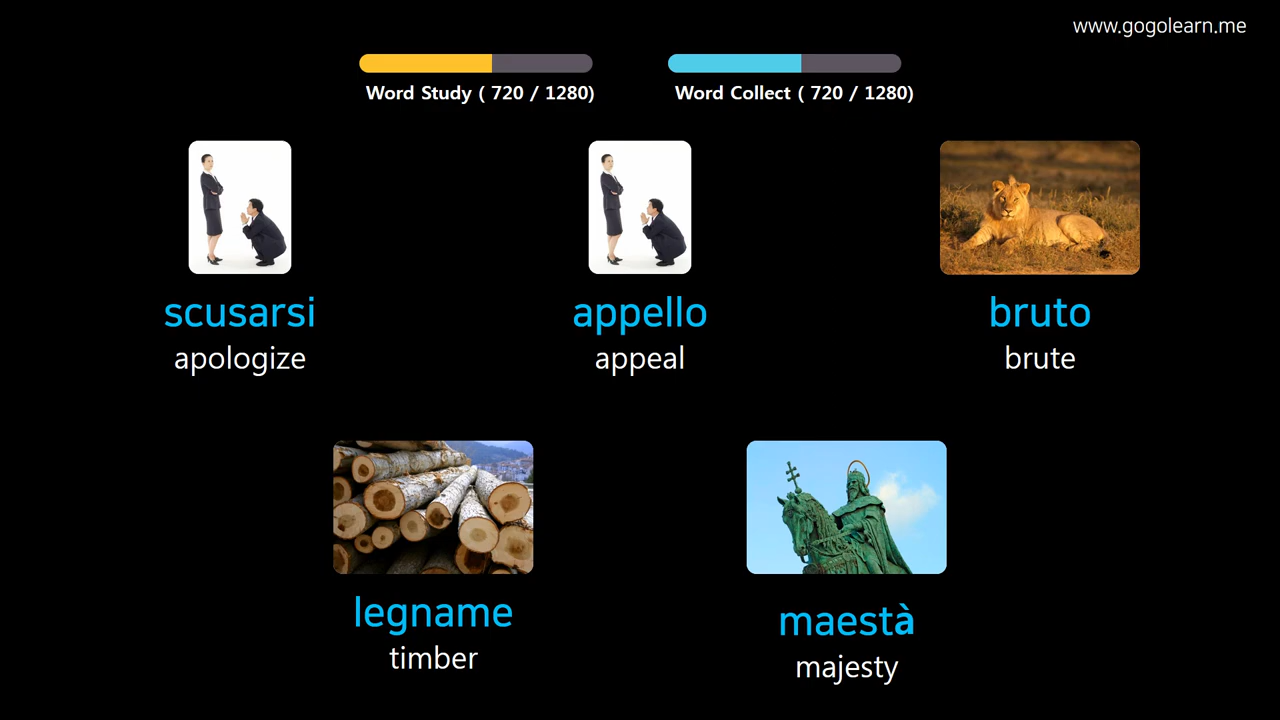 www.gogolearn.me
Word Study ( 720 / 1280)
Word Collect ( 720 / 1280)
scusarsi
apologize
appello
appeal
bruto
brute
legname
timber
maestà
majesty